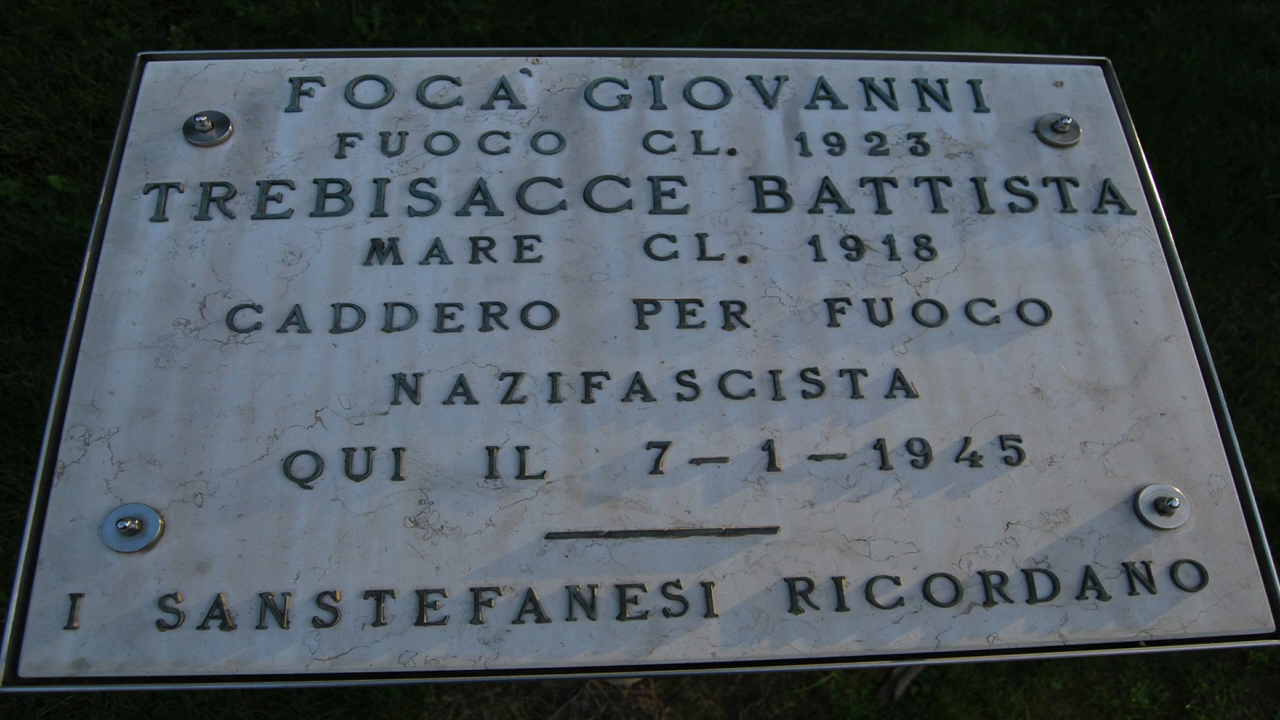 FOCA' GIOVANNI
FUOCO CL. 1923
TREBISACCE BATTISTA
MARE CL. 1918
CADDERO PER FUOCO
NAZIFASCISTA
QUI IL 7-1-1945
I SANSTEFANESI RICORDANO